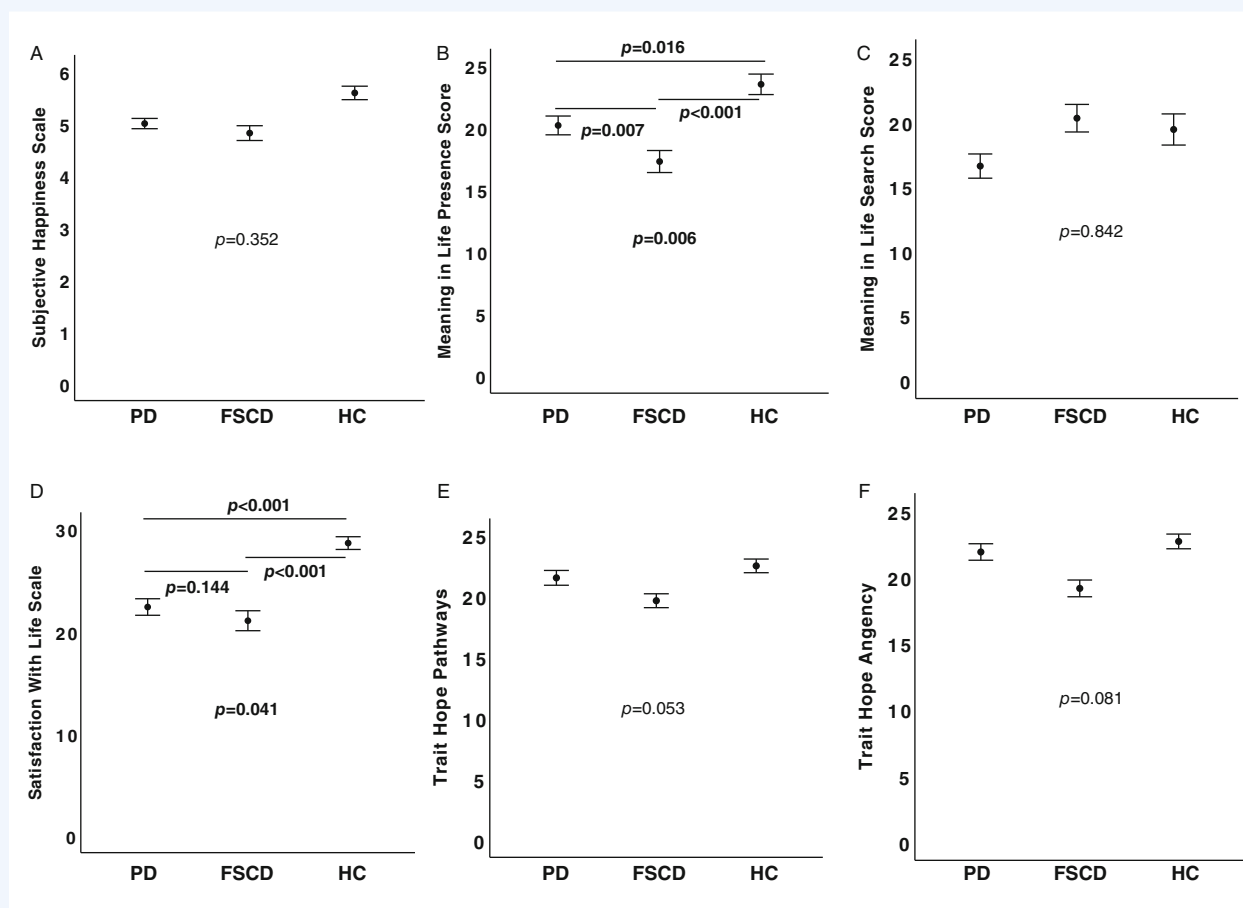 A
Subjective Happiness Scale
6
5
4
3
2
1
0
p=0.352
PD FSCD HC
B
Meaning in Life Presence Score
25
20
15
10
5
0
p=0.016
p<0.001
p=0.007
p=0.006
PD FSCD HC
C
Meaning in Life Search Score
25
20
15
10
5
0
p=0.842
PD FSCD HC
D
Satisfaction With Life Scale
30
20
10
0
p<0.001
p<0.001
p=0.144
p=0.041
PD FSCD HC
E
Trait Hope Pathways
25
20
15
10
5
0
p=0.053
PD FSCD HC
F
Trait Hope Angency
25
20
15
10
5
0
p=0.081
PD FSCD HC